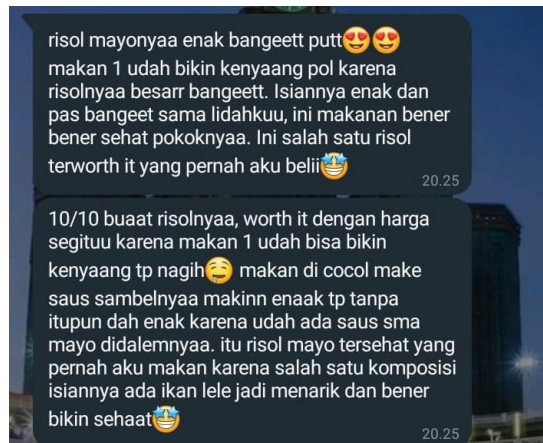 risol mayonyaa enak bangeett putt😍😍
makan 1 udah bikin kenyaang pol karena
risolnyaa besarr bangeett. Isiannya enak dan
pas bangeet sama lidahkuu, ini makanan bener
bener sehat pokoknyaa. Ini salah satu risol
terworth it yang pernah aku belii🤩
20.25
10/10 buaat risolnyaa, worth it dengan harga
segituu karena makan 1 udah bisa bikin
kenyaang tp nagih🤤 makan di cocol make
saus sambelnyaa makinn enaak tp tanpa
itupun dah enak karena udah ada saus sma
mayo didalemnyaa. itu risol mayo tersehat yang
pernah aku makan karena salah satu komposisi
isiannya ada ikan lele jadi menarik dan bener
bikin sehaat🤩
20.25